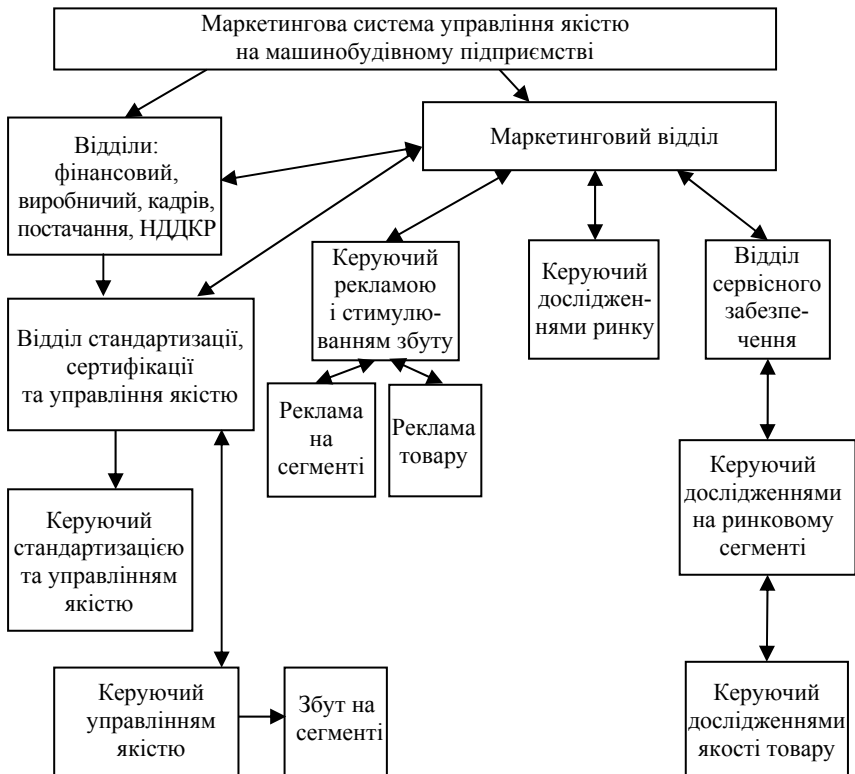 Маркетингова система управління якістю
на машинобудівному підприємстві
Відділи:
фінансовий,
виробничий, кадрів,
постачання, НДДКР
Маркетинговий відділ
Керуючий
рекламою
і стимулю-
ванням збуту
Керуючий
досліджен-
нями ринку
Відділ
сервісного
забезпе-
чення
Відділ стандартизації,
сертифікації
та управління якістю
Реклама
на
сегменті
Реклама
товару
Керуючий
дослідженнями
на ринковому
сегменті
Керуючий
стандартизацією
та управлінням
якістю
Керуючий
управлінням
якістю
Збут на
сегменті
Керуючий
дослідженнями
якості товару